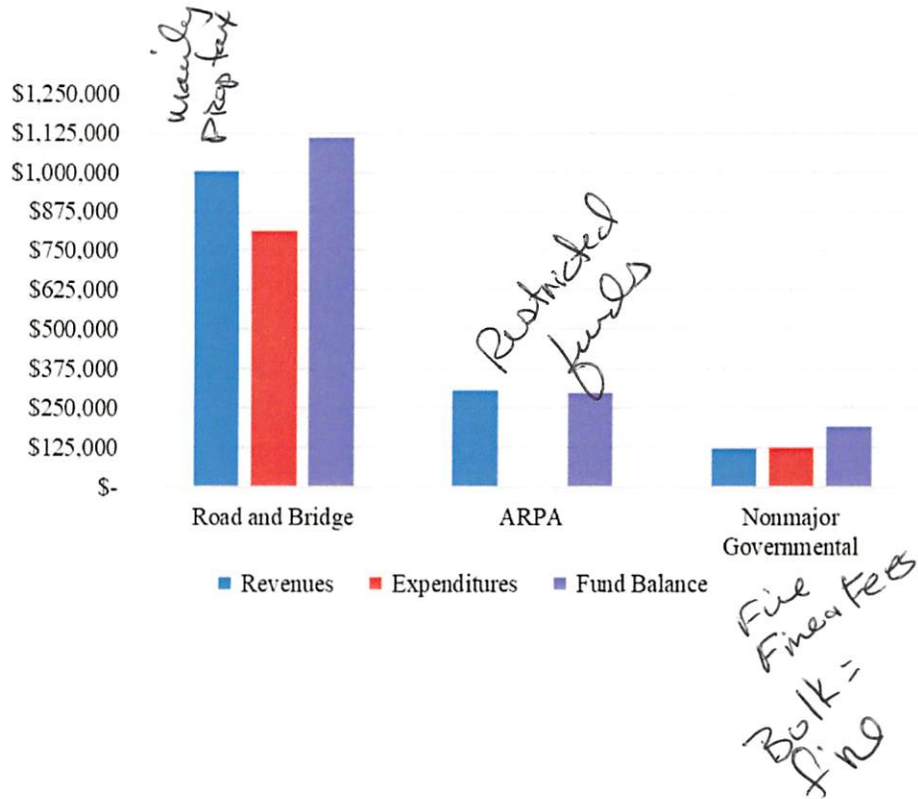 Mainly
Prop tax
$1,250,000
$1,125,000
$1,000,000
$875,000
$750,000
$625,000
$500,000
$375,000
$250,000
$125,000
$-
Restricted
funds
Road and Bridge
ARPA
Nonmajor
Governmental
Revenues
Expenditures
Fund Balance
Fire
Fines Fees
Bulk =
fire